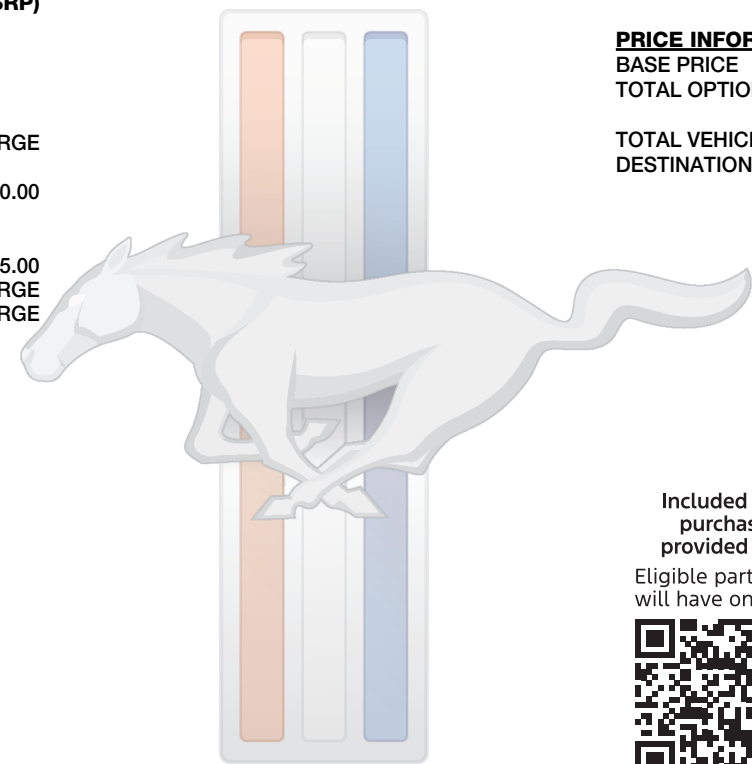 SRP)
RGE
0.00
5.00
RGE
RGE
PRICE INFOR
BASE PRICE
TOTAL OPTIO
TOTAL VEHIC
DESTINATION
Included
purchas
provided
Eligible part
will have on